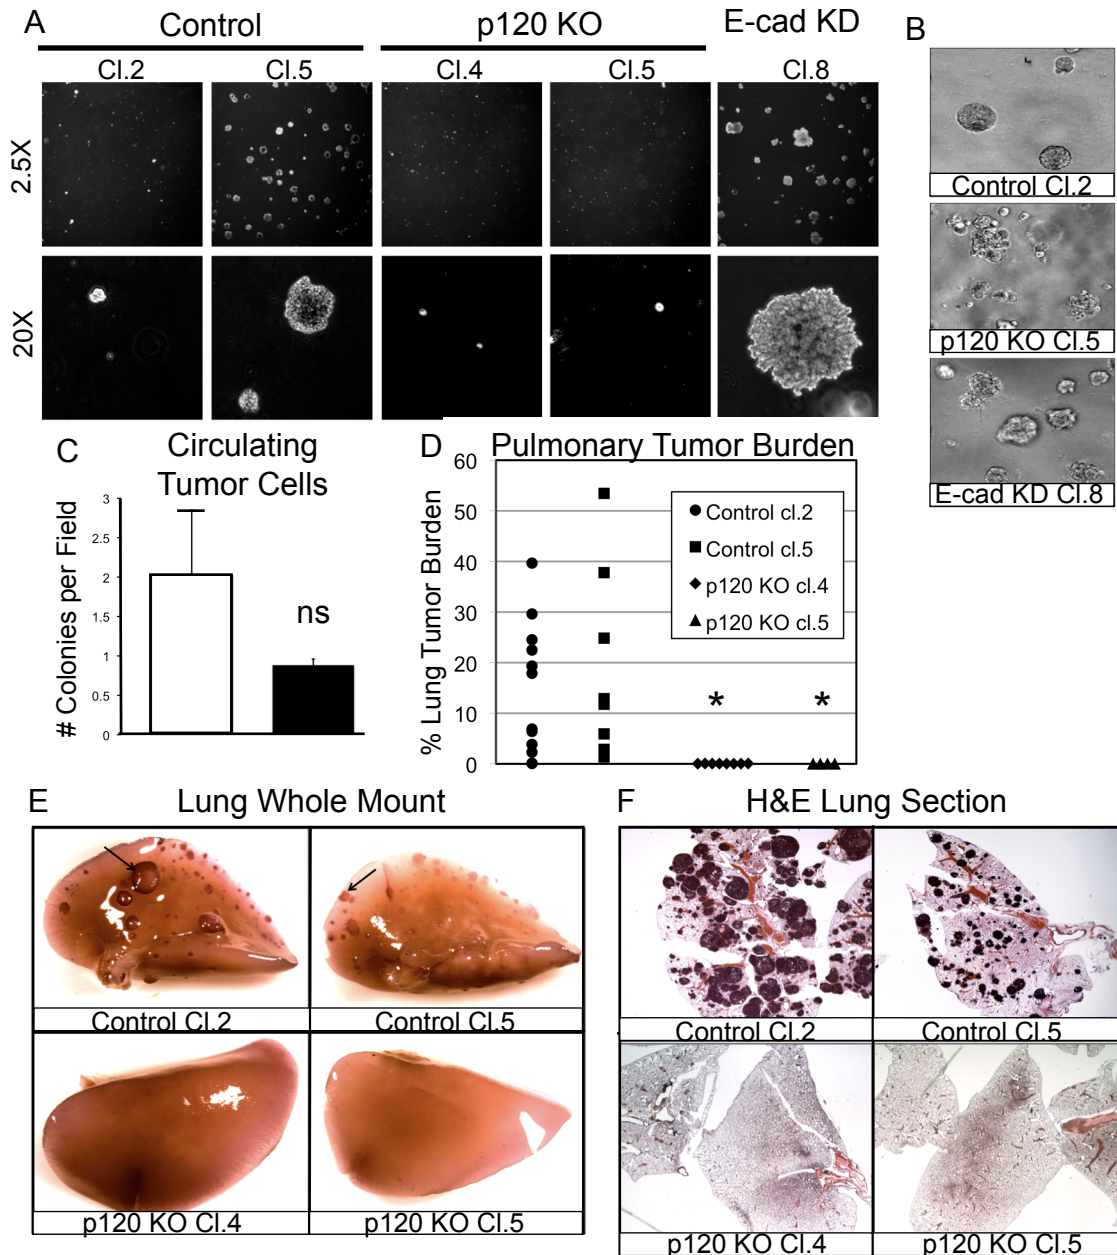 A
Control
p120 KO
E-cad KD
Cl.2
Cl.5
Cl.4
Cl.5
Cl.8
2.5X
20X
B
Control Cl.2
p120 KO Cl.5
E-cad KD Cl.8
C
Circulating
Tumor Cells
# Colonies per Field
3
2.5
2
1.5
1
0.5
0
ns
D
Pulmonary Tumor Burden
% Lung Tumor Burden
60
50
40
30
20
10
0
Control cl.2
Control cl.5
p120 KO cl.4
p120 KO cl.5
*
*
E
Lung Whole Mount
Control Cl.2
Control Cl.5
p120 KO Cl.4
p120 KO Cl.5
F
H&E Lung Section
Control Cl.2
Control Cl.5
p120 KO Cl.4
p120 KO Cl.5